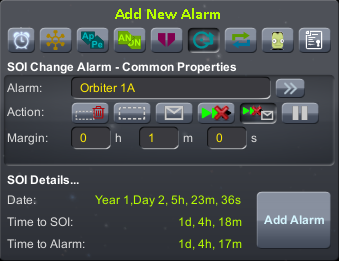 Add New Alarm
Ap Pe AN DN
SOI Change Alarm - Common Properties
Alarm: Orbiter 1A
Action:
Margin: 0 h 1 m 0 s
SOI Details...
Date: Year 1,Day 2, 5h, 23m, 36s
Time to SOI: 1d, 4h, 18m
Time to Alarm: 1d, 4h, 17m
Add Alarm